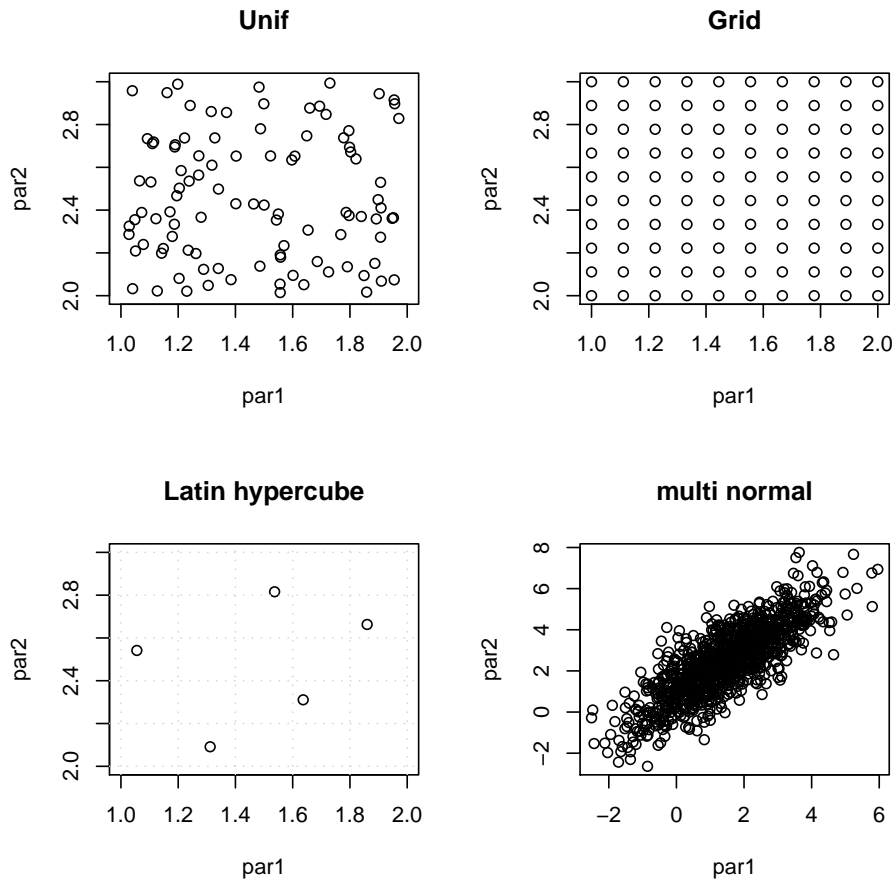 Unif
2.0 2.4 2.8
par2
1.0 1.2 1.4 1.6 1.8 2.0
par1
Grid
2.0 2.4 2.8
par2
1.0 1.2 1.4 1.6 1.8 2.0
par1
Latin hypercube
2.0 2.4 2.8
par2
1.0 1.2 1.4 1.6 1.8 2.0
par1
multi normal
−2 0 2 4 6 8
par2
−2 0 2 4 6
par1